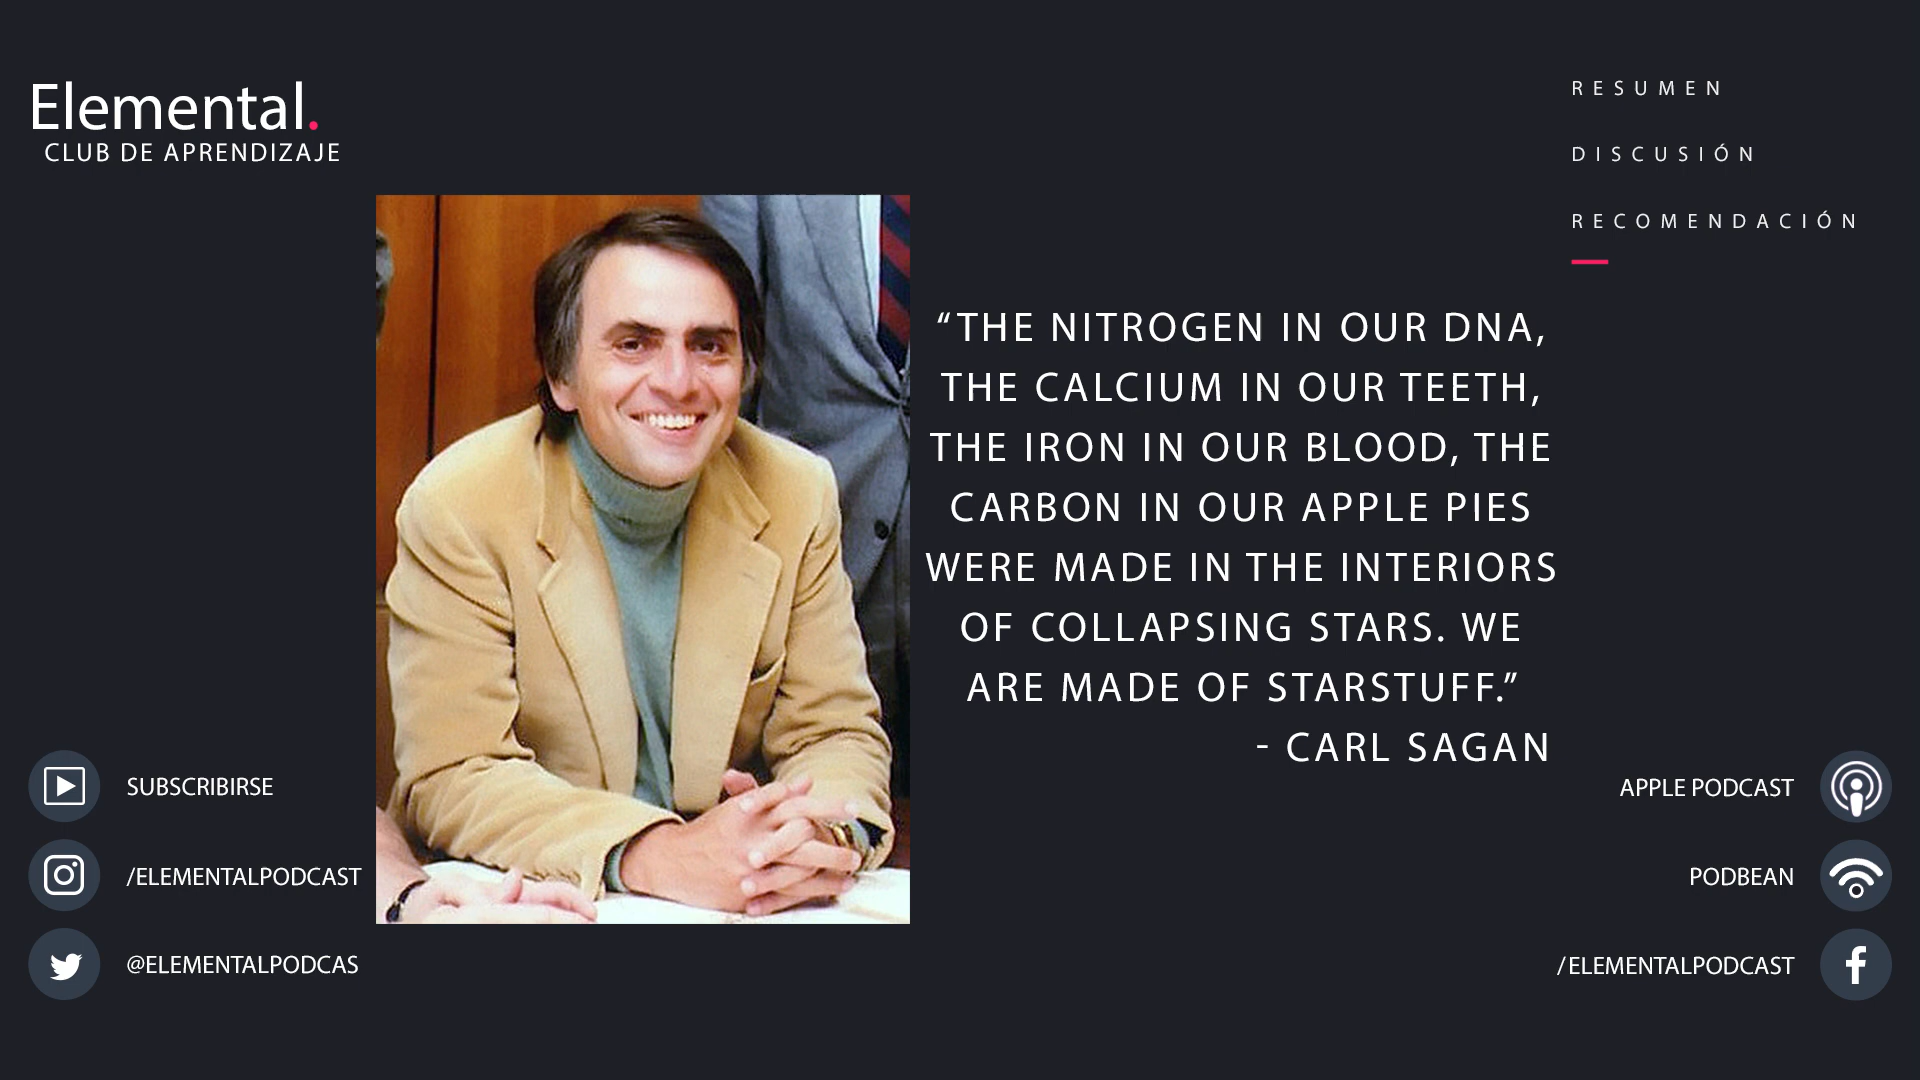 Elemental.
CLUB DE APRENDIZAJE
RESUMEN
DISCUSIÓN
RECOMENDACIÓN
“THE NITROGEN IN OUR DNA,
THE CALCIUM IN OUR TEETH,
THE IRON IN OUR BLOOD, THE
CARBON IN OUR APPLE PIES
WERE MADE IN THE INTERIORS
OF COLLAPSING STARS. WE
ARE MADE OF STARSTUFF.”
- CARL SAGAN
SUBSCRIBIRSE
/ELEMENTALPODCAST
@ELEMENTALPODCAS
APPLE PODCAST
PODBEAN
/ELEMENTALPODCAST